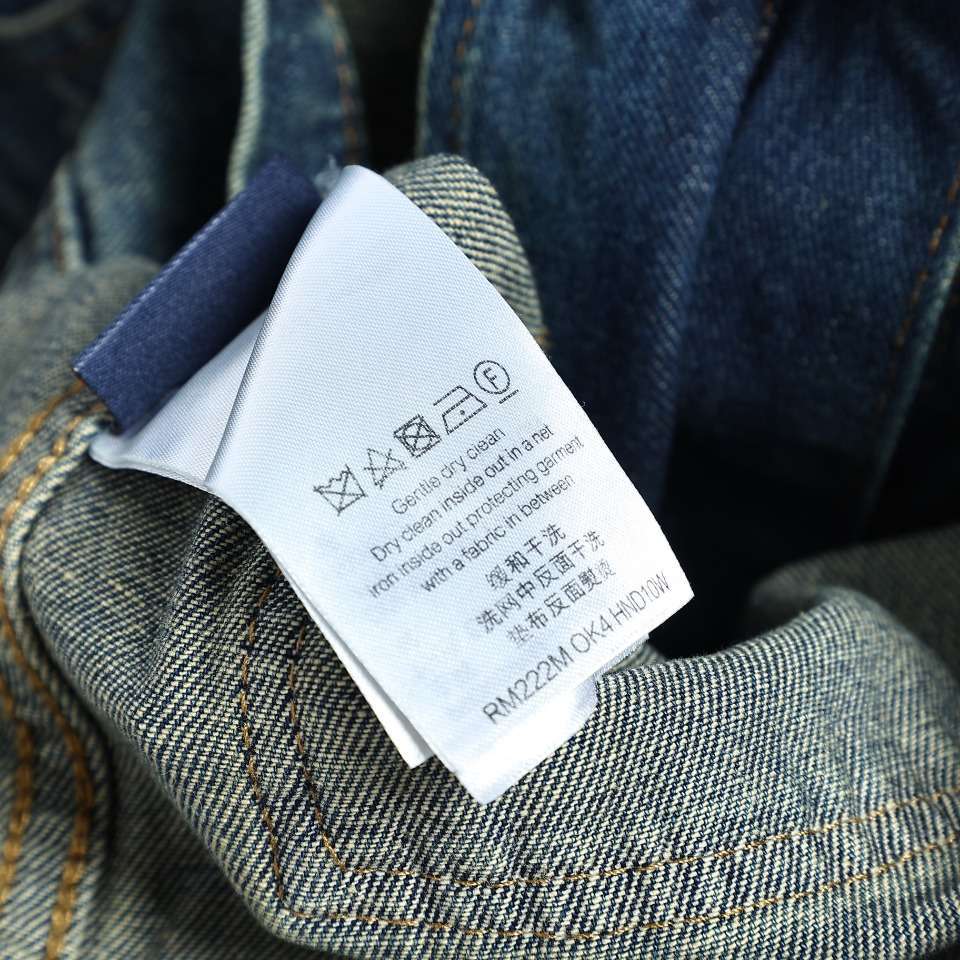 F
Gentle dry clean
Dry clean inside out in a net
iron inside out protecting garment
with a fabric in between
缓和干洗
洗网中反面干洗
垫布反面熨烫
RM222M OK4 HND10W